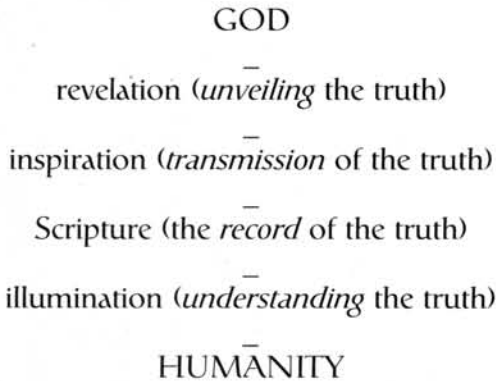 GOD
–
revelation (unveiling the truth)
–
inspiration (transmission of the truth)
–
Scripture (the record of the truth)
–
illumination (understanding the truth)
–
HUMANITY